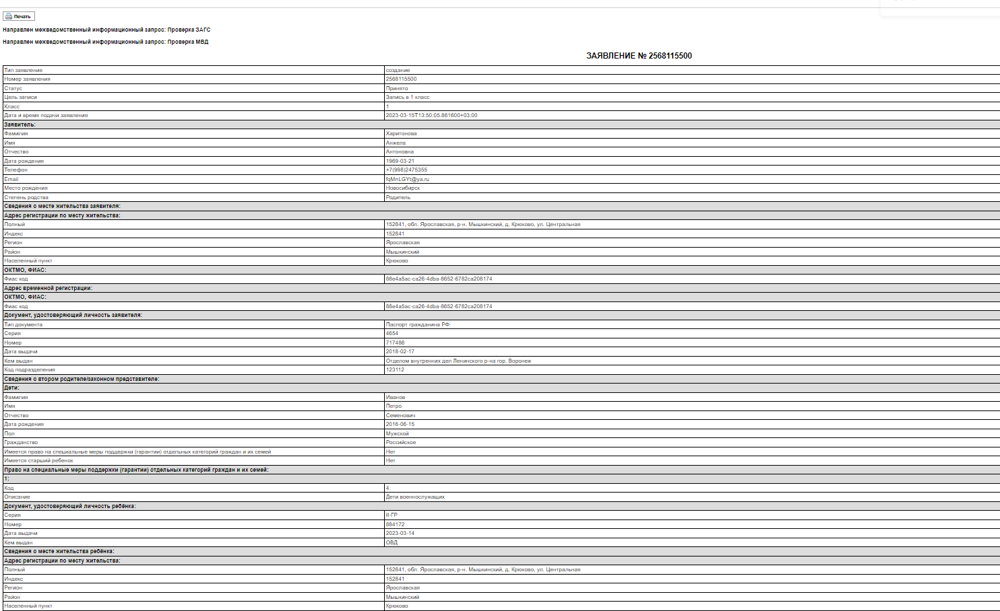 Печать
Направлен межведомственный информационный запрос: Проверка ЗАГС
Направлен межведомственный информационный запрос: Проверка МВД
ЗАЯВЛЕНИЕ № 2568115500
Тип заявления создание
Номер заявления 2568115500
Статус Принято
Цель записи Запись в 1 класс
Класс 1
Дата и время подачи заявления 2023-03-15T13:50:05.861600+03:00
Заявитель:
Фамилия Харитонова
Имя Анжела
Отчество Антоновна
Дата рождения 1969-03-21
Телефон +7(998)2475355
Email fqMnLGYt@ya.ru
Место рождения Новосибирск
Степень родства Родитель
Сведения о месте жительства заявителя:
Адрес регистрации по месту жительства:
Полный 152841, обл. Ярославская, р-н. Мышкинский, д. Крюково, ул. Центральная
Индекс 152841
Регион Ярославская
Район Мышкинский
Населенный пункт Крюково
ОКТМО, ФИАС:
Фиас код 88e4a5ac-ca26-4dba-8652-6782ca208174
Адрес временной регистрации:
ОКТМО, ФИАС:
Фиас код 88e4a5ac-ca26-4dba-8652-6782ca208174
Документ, удостоверяющий личность заявителя:
Тип документа Паспорт гражданина РФ
Серия 4654
Номер 717486
Дата выдачи 2018-02-17
Кем выдан Отделом внутренних дел Ленинского р-на гор. Воронеж
Код подразделения 123112
Сведения о втором родителе/законном представителе:
Дети:
Фамилия Иванов
Имя Петро
Отчество Семенович
Дата рождения 2016-06-15
Пол Мужской
Гражданство Российское
Имеется право на специальные меры поддержки (гарантии) отдельных категорий граждан и их семей Нет
Имеется старший ребенок Нет
Право на специальные меры поддержки (гарантии) отдельных категорий граждан и их семей:
1:
Код 4
Описание Дети военнослужащих
Документ, удостоверяющий личность ребёнка:
Серия II-ГР
Номер 884172
Дата выдачи 2023-03-14
Кем выдан ОВД
Сведения о месте жительства ребёнка:
Адрес регистрации по месту жительства:
Полный 152841, обл. Ярославская, р-н. Мышкинский, д. Крюково, ул. Центральная
Индекс 152841
Регион Ярославская
Район Мышкинский
Населенный пункт Крюково